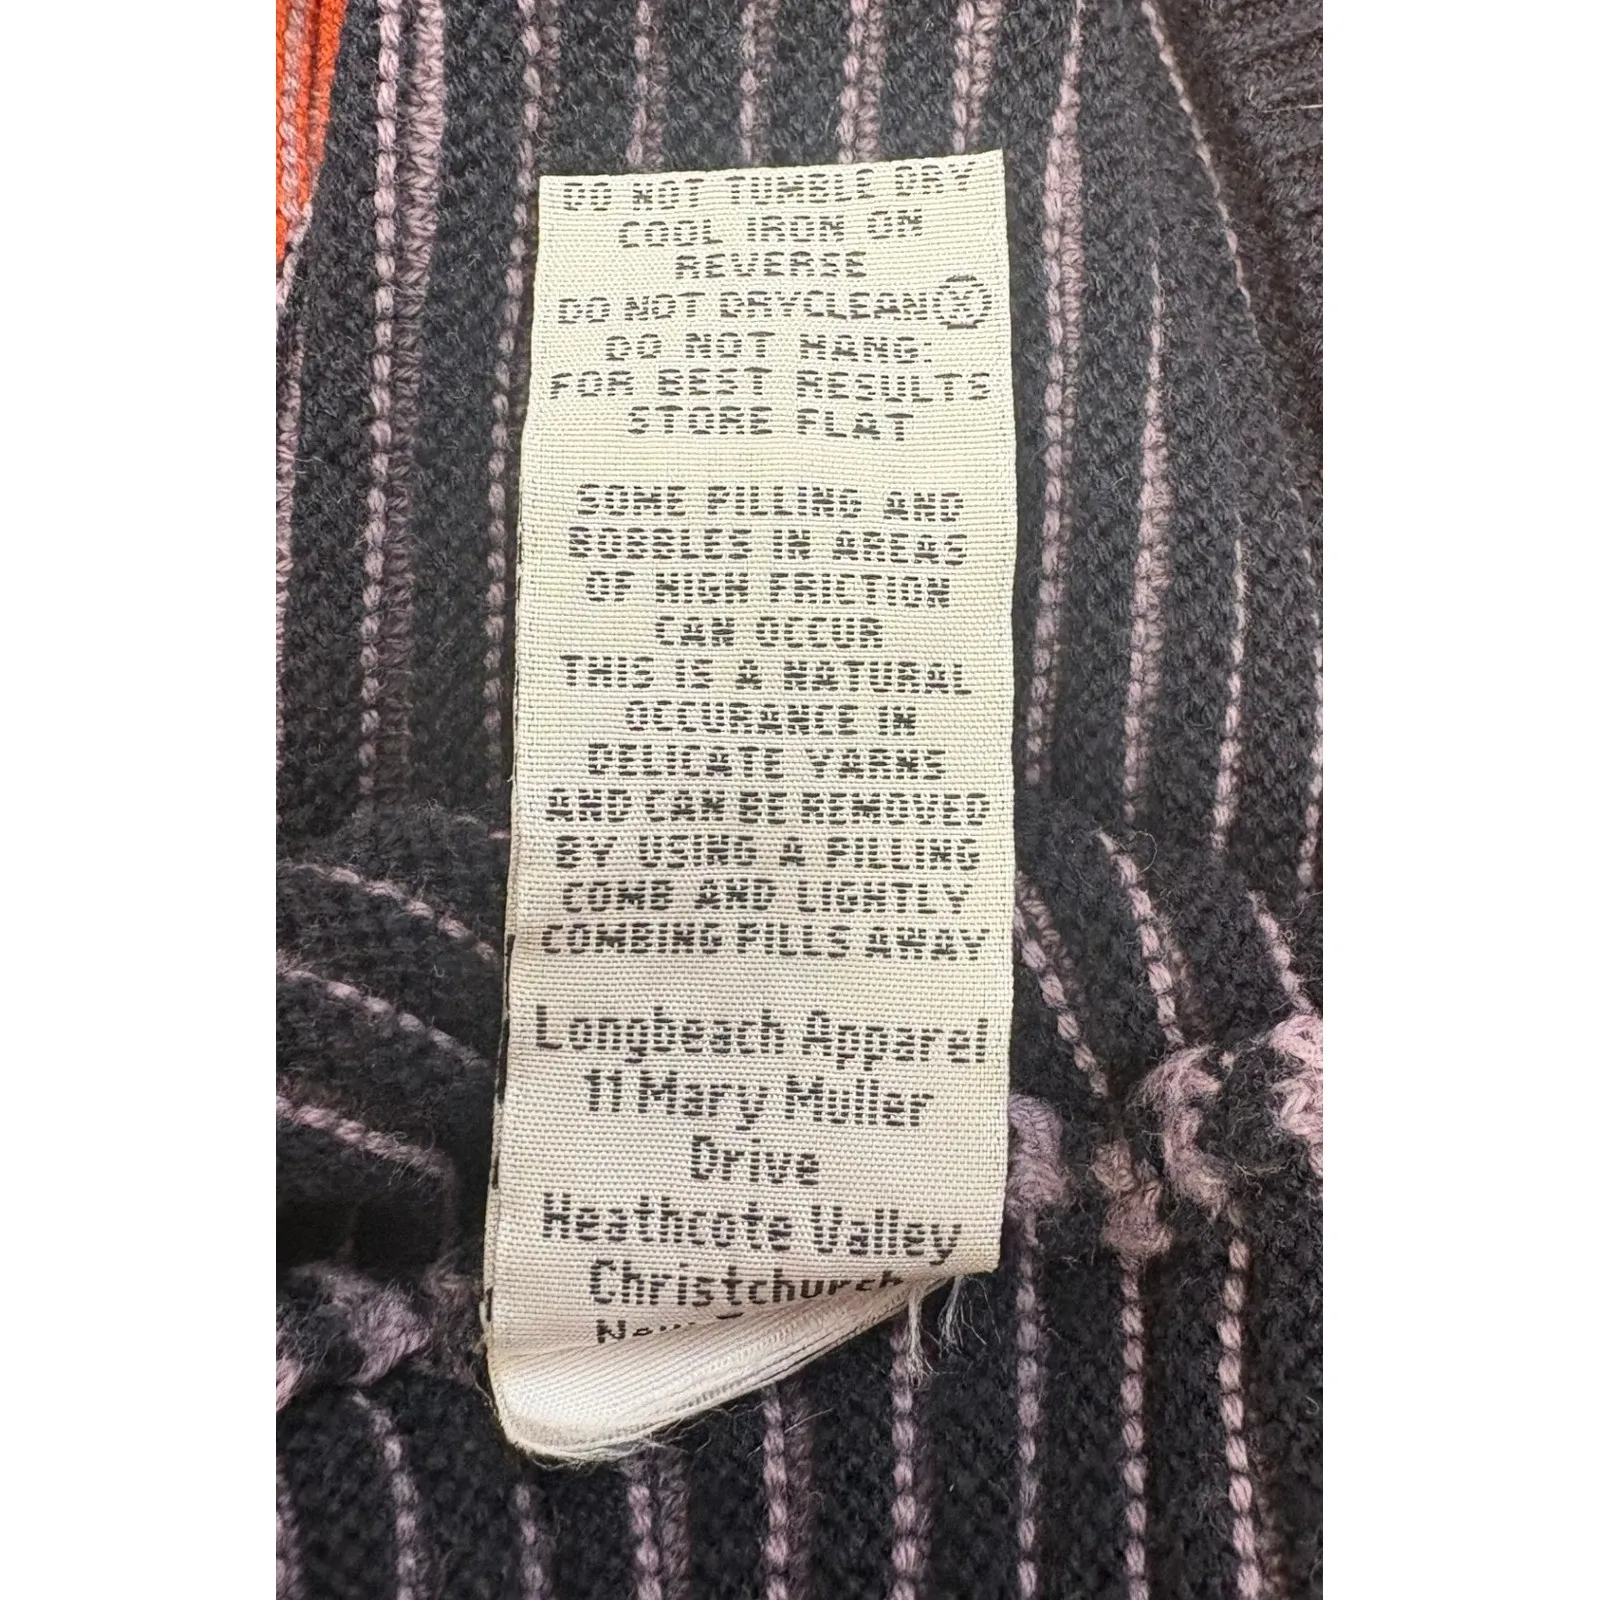 DO NOT TUMBLE DRY
COOL IRON ON
REVERSE
DO NOT DRYCLEAN
DO NOT HANG:
FOR BEST RESULTS
STORE FLAT
SOME PILLING AND
BOBBLES IN AREAS
OF HIGH FRICTION
CAN OCCUR
THIS IS A NATURAL
OCCURANCE IN
DELICATE YARNS
AND CAN BE REMOVED
BY USING A PILLING
COMB AND LIGHTLY
COMBING PILLS AWAY
Longbeach Apparel
11 Mary Muller
Drive
Heathcote Valley
Christchurch
New